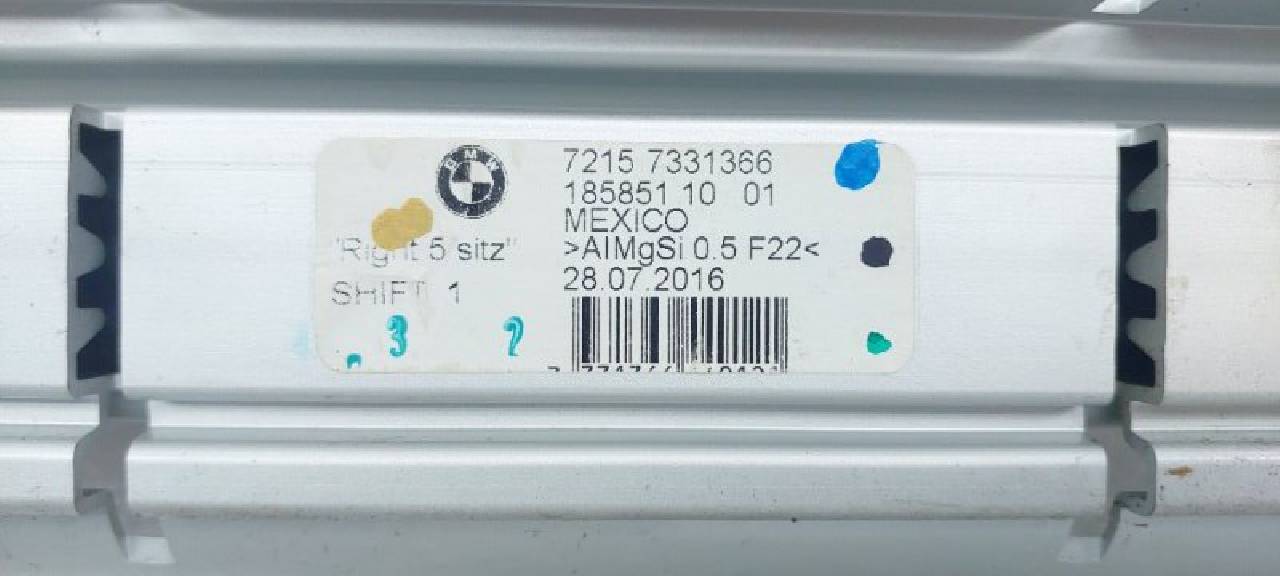 BMW
7215 7331366
185851 10 01
MEXICO
"Right 5 sitz" >AlMgSi 0.5 F22<
SHIFT 1 28.07.2016
3 2